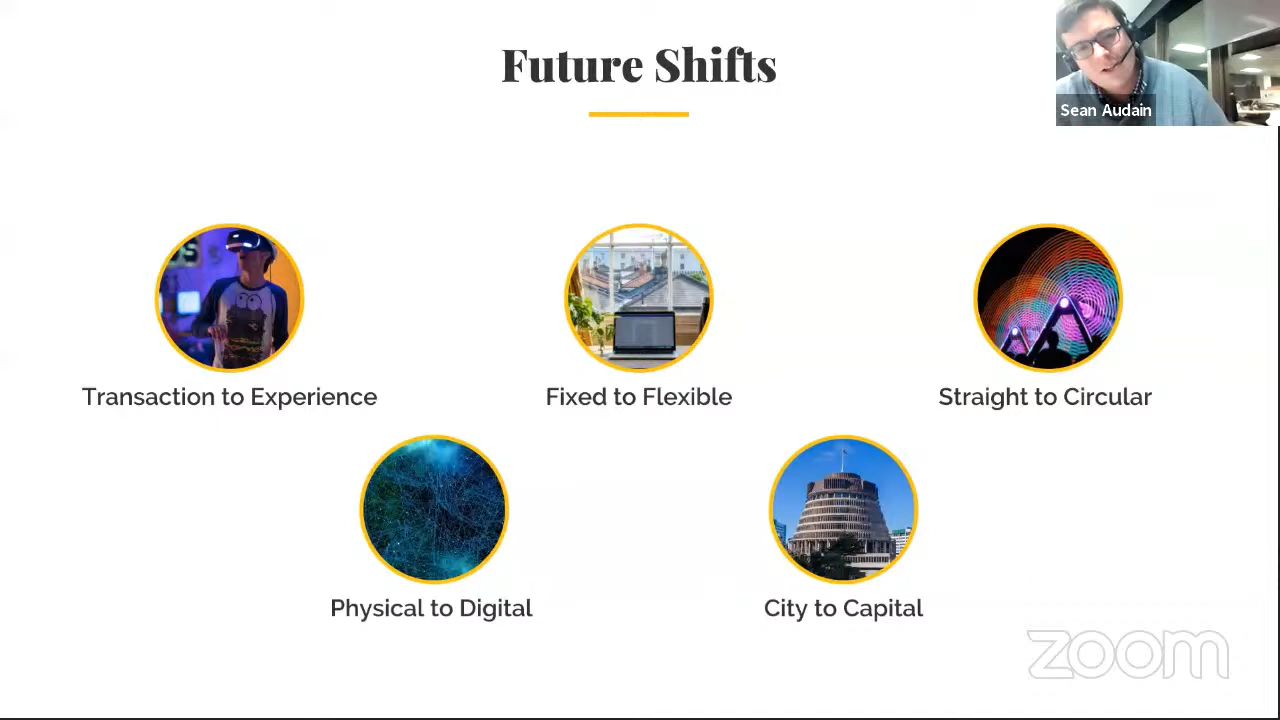 Future Shifts
Sean Audain
Transaction to Experience
Fixed to Flexible
Straight to Circular
Physical to Digital
City to Capital
zoom